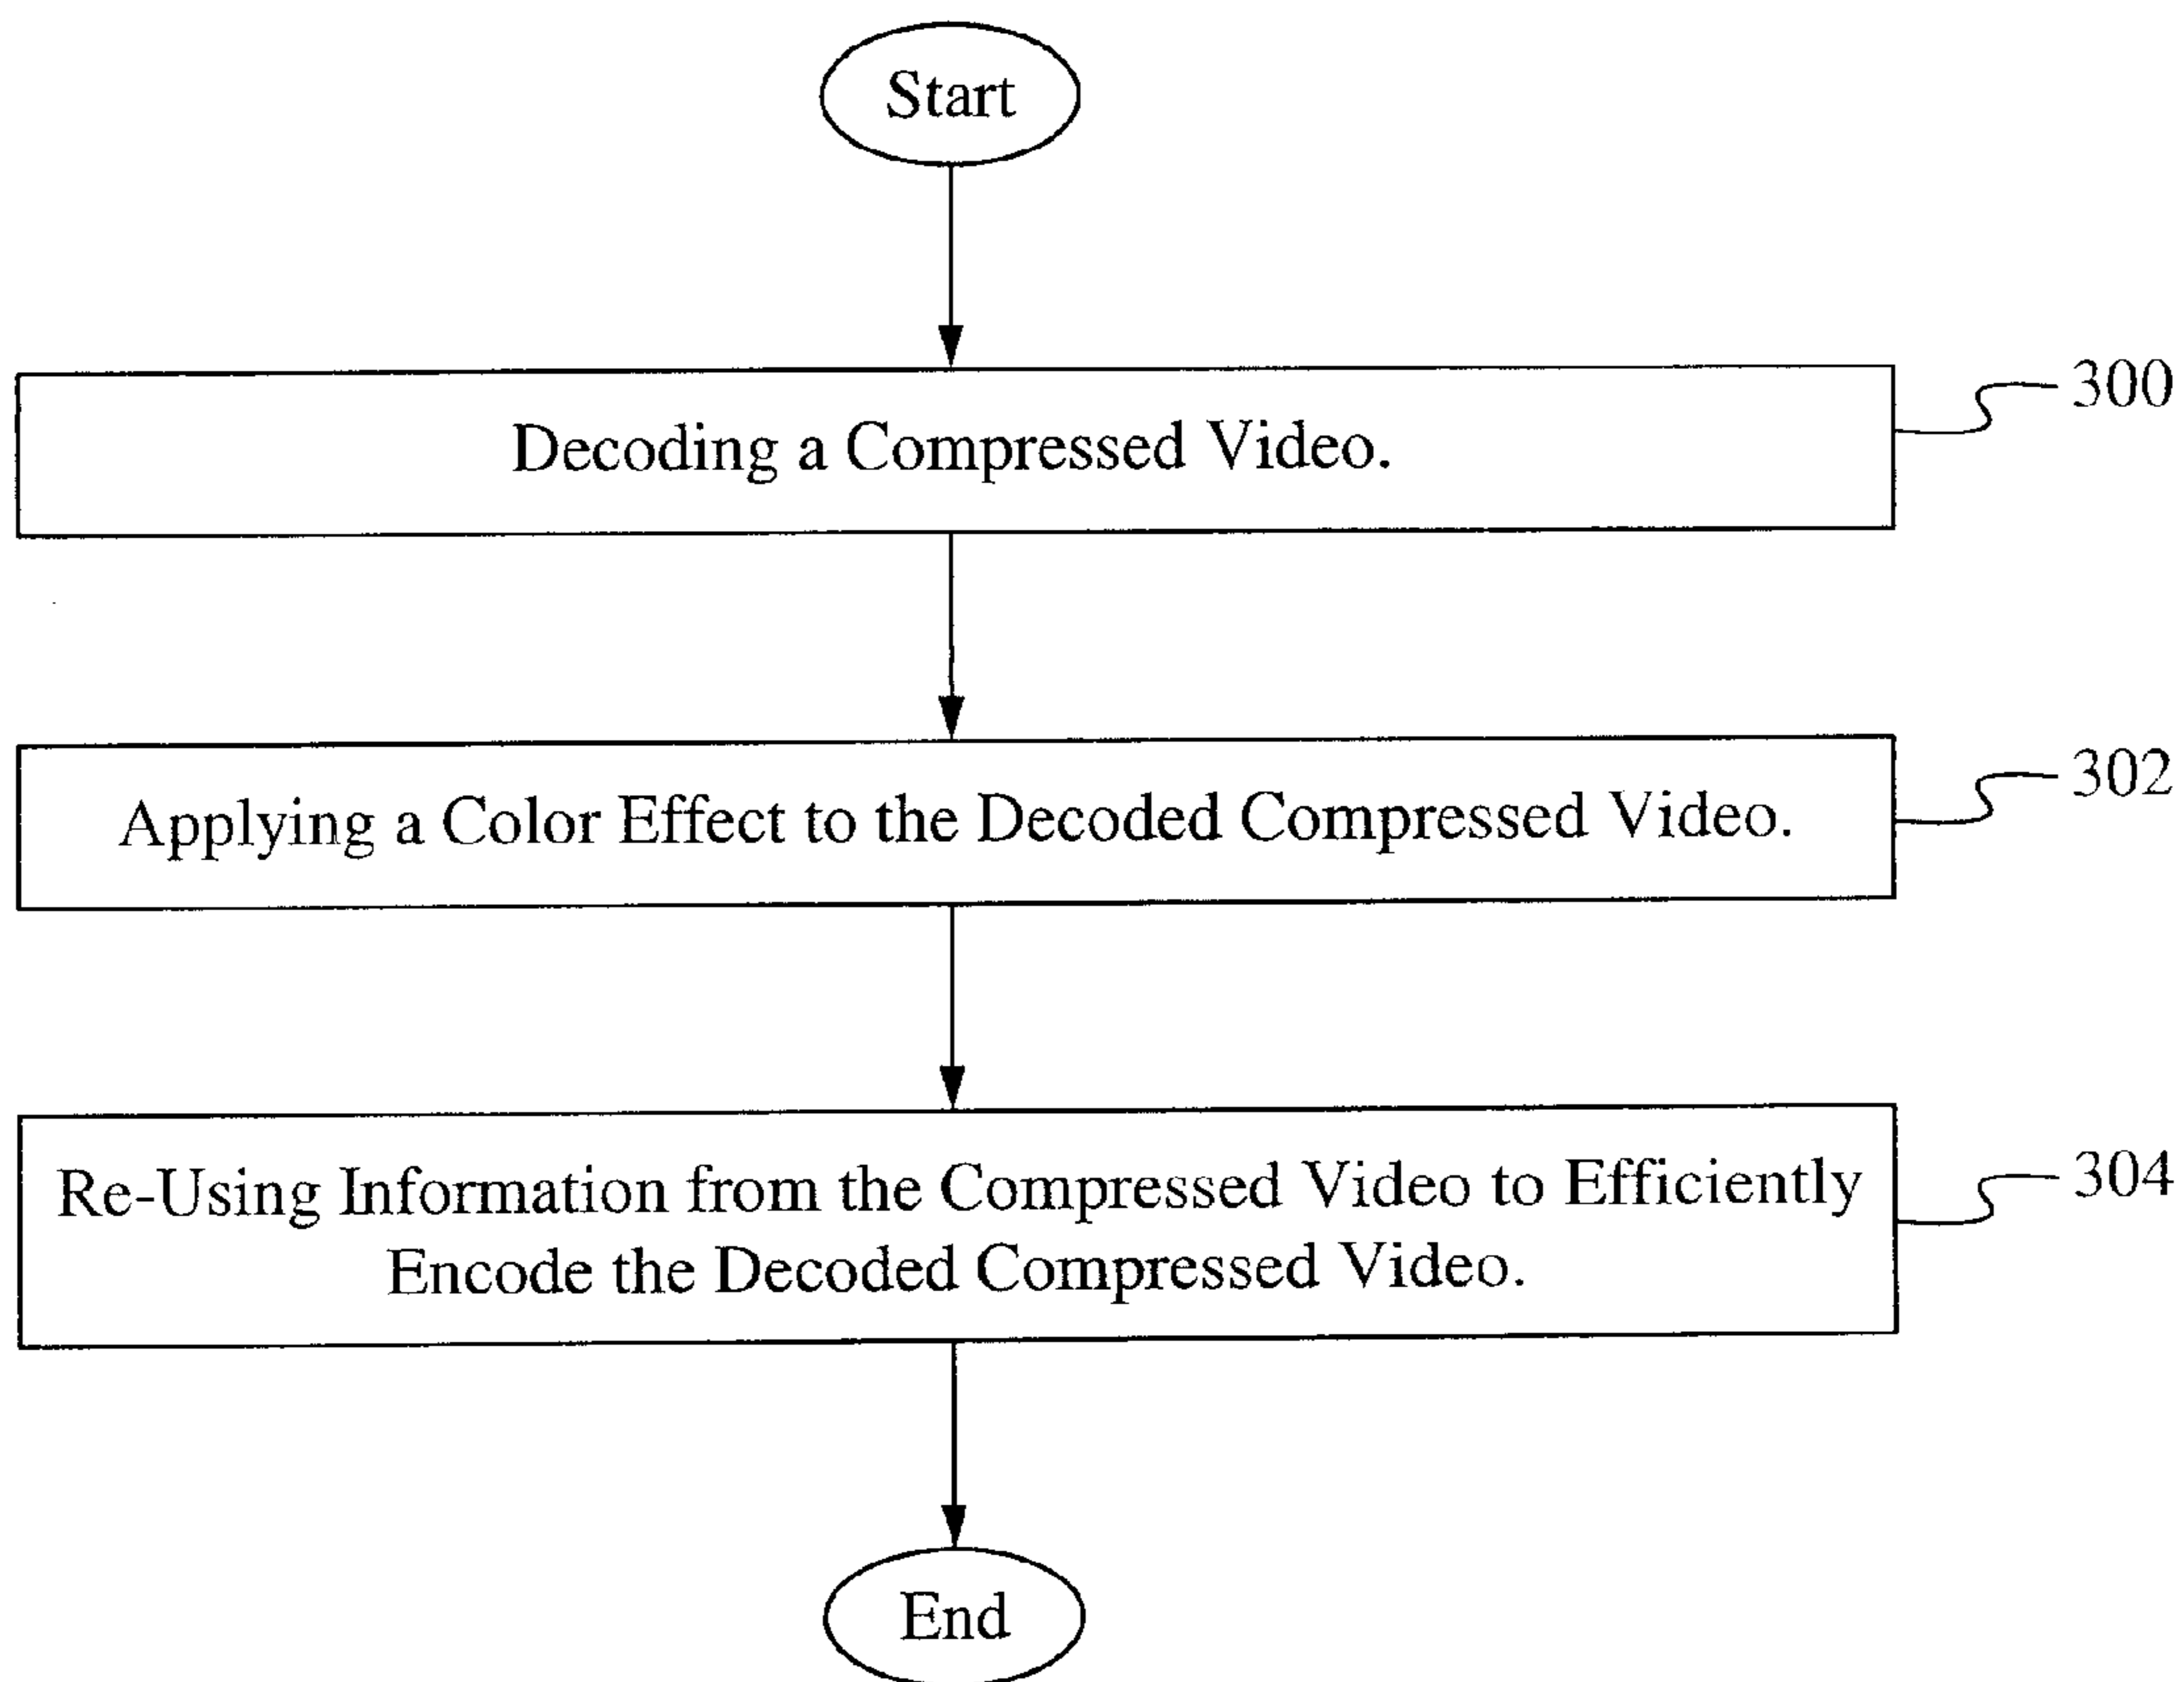 Start
Decoding a Compressed Video.
300
Applying a Color Effect to the Decoded Compressed Video.
302
Re-Using Information from the Compressed Video to Efficiently
Encode the Decoded Compressed Video.
304
End